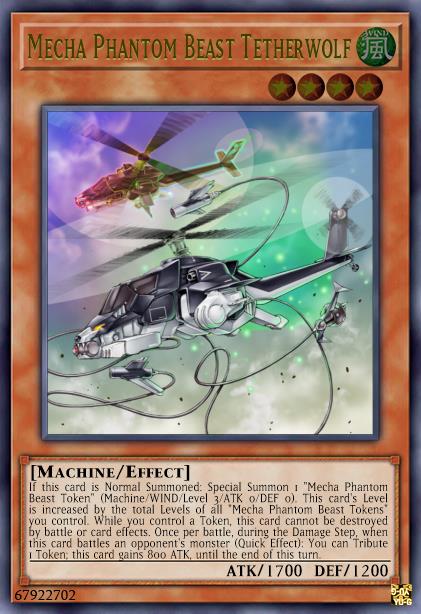 MECHA PHANTOM BEAST TETHERWOLF
WIND
風
[MACHINE/EFFECT]
If this card is Normal Summoned: Special Summon 1 "Mecha Phantom
Beast Token" (Machine/WIND/Level 3/ATK 0/DEF 0). This card's Level
is increased by the total Levels of all "Mecha Phantom Beast Tokens"
you control. While you control a Token, this card cannot be destroyed
by battle or card effects. Once per battle, during the Damage Step, when
this card battles an opponent's monster (Quick Effect): You can Tribute
1 Token; this card gains 800 ATK, until the end of this turn.
ATK/1700 DEF/1200
67922702